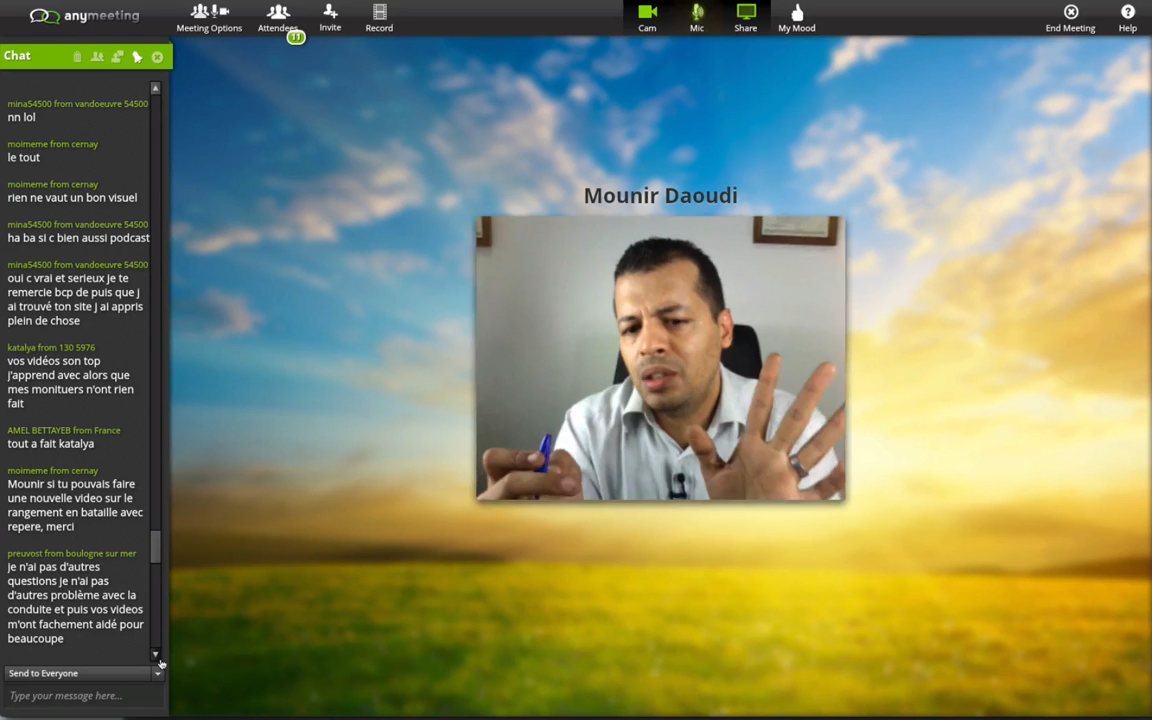 anymeeting
Meeting Options
Attendees
11
Invite
Record
Cam
Mic
Share
My Mood
End Meeting
Help
Chat
mina54500 from vandoeuvre 54500
nn lol
moimeme from cernay
le tout
moimeme from cernay
rien ne vaut un bon visuel
mina54500 from vandoeuvre 54500
ha ba si c bien aussi podcast
mina54500 from vandoeuvre 54500
oui c vrai et serieux je te
remercie bcp de puis que j
ai trouvé ton site j ai appris
plein de chose
katalya from 130 5976
vos vidéos son top
j'apprend avec alors que
mes monituers n'ont rien
fait
AMEL BETTAYEB from France
tout a fait katalya
moimeme from cernay
Mounir si tu pouvais faire
une nouvelle video sur le
rangement en bataille avec
repere, merci
preuvost from boulogne sur mer
je n'ai pas d'autres
questions je n'ai pas
d'autres problème avec la
conduite et puis vos videos
m'ont fachement aidé pour
beaucoupe
Send to Everyone
Type your message here...
Mounir Daoudi